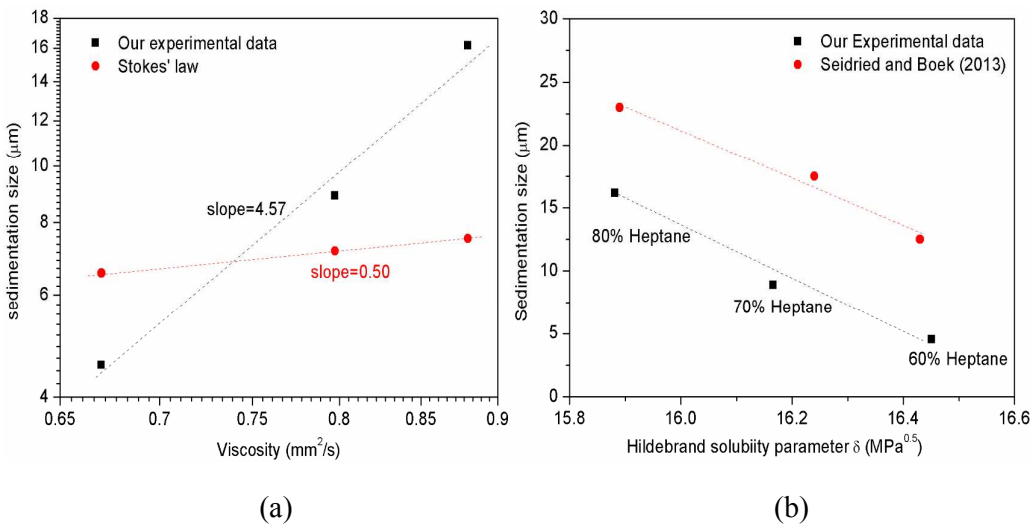 18
16
14
12
10
8
6
4
sedimentation size (μm)
Our experimental data
Stokes' law
slope=4.57
slope=0.50
0.65
0.7
0.75
0.8
0.85
0.9
Viscosity (mm²/s)
(a)
30
25
20
15
10
5
0
Sedimentation size (μm)
Our Experimental data
Seidried and Boek (2013)
80% Heptane
70% Heptane
60% Heptane
15.8
16.0
16.2
16.4
16.6
Hildebrand solubiity parameter δ (MPa⁰·⁵)
(b)